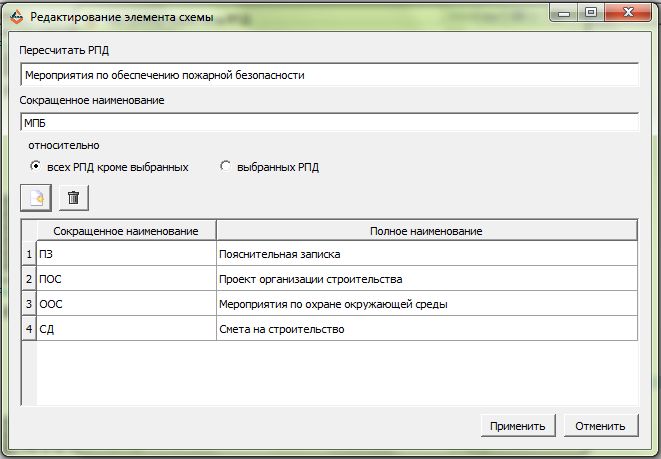 Редактирование элемента схемы
Пересчитать РПД
Мероприятия по обеспечению пожарной безопасности
Сокращенное наименование
МПБ
относительно
всех РПД кроме выбранных выбранных РПД
Сокращенное наименование Полное наименование
1 ПЗ Пояснительная записка
2 ПОС Проект организации строительства
3 ООС Мероприятия по охране окружающей среды
4 СД Смета на строительство
Применить Отменить